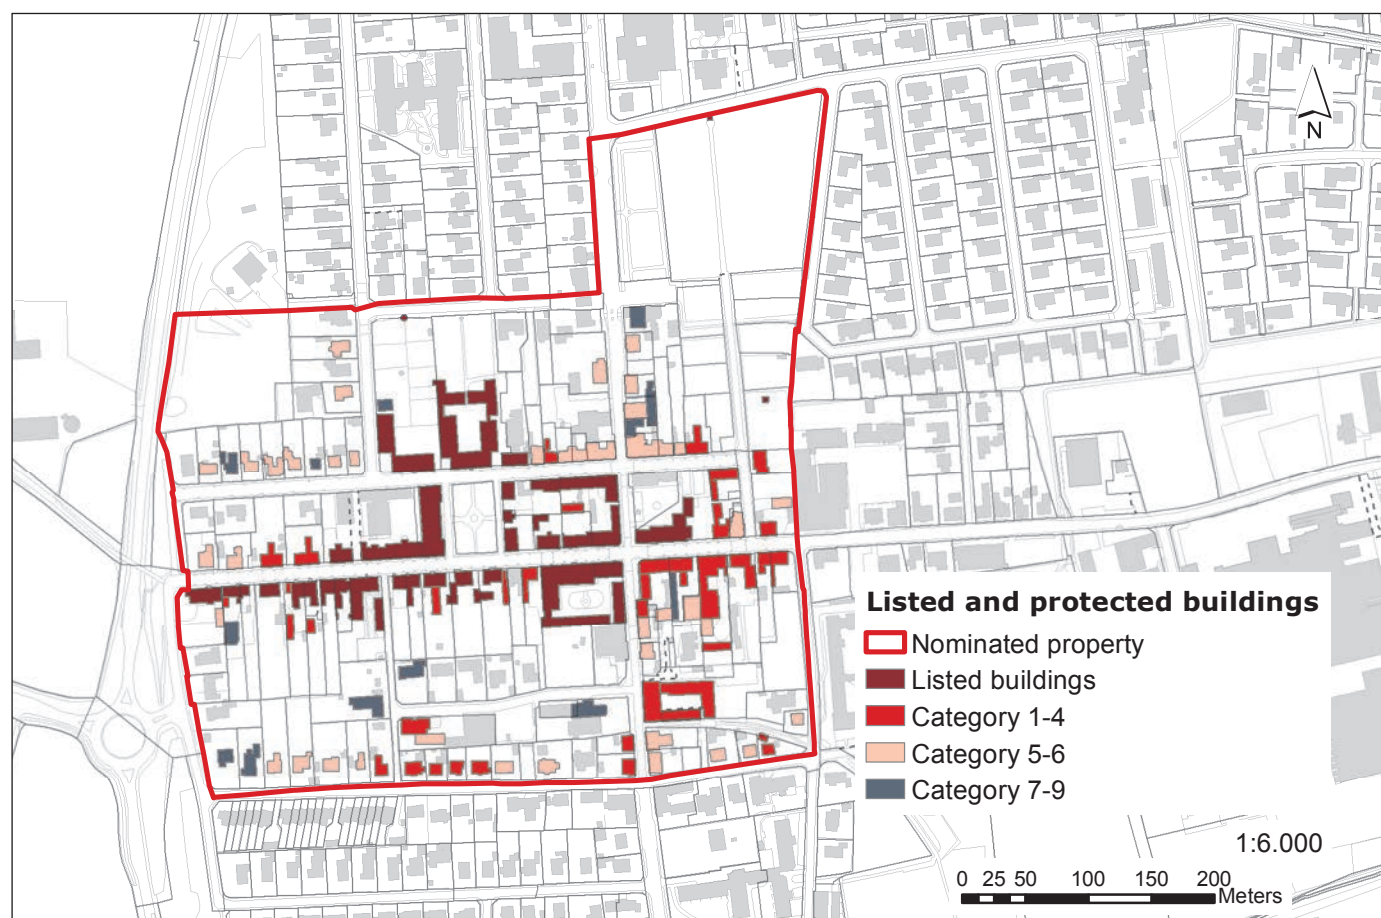 N
Listed and protected buildings
Nominated property
Listed buildings
Category 1-4
Category 5-6
Category 7-9
1:6.000
0 25 50 100 150 200
Meters